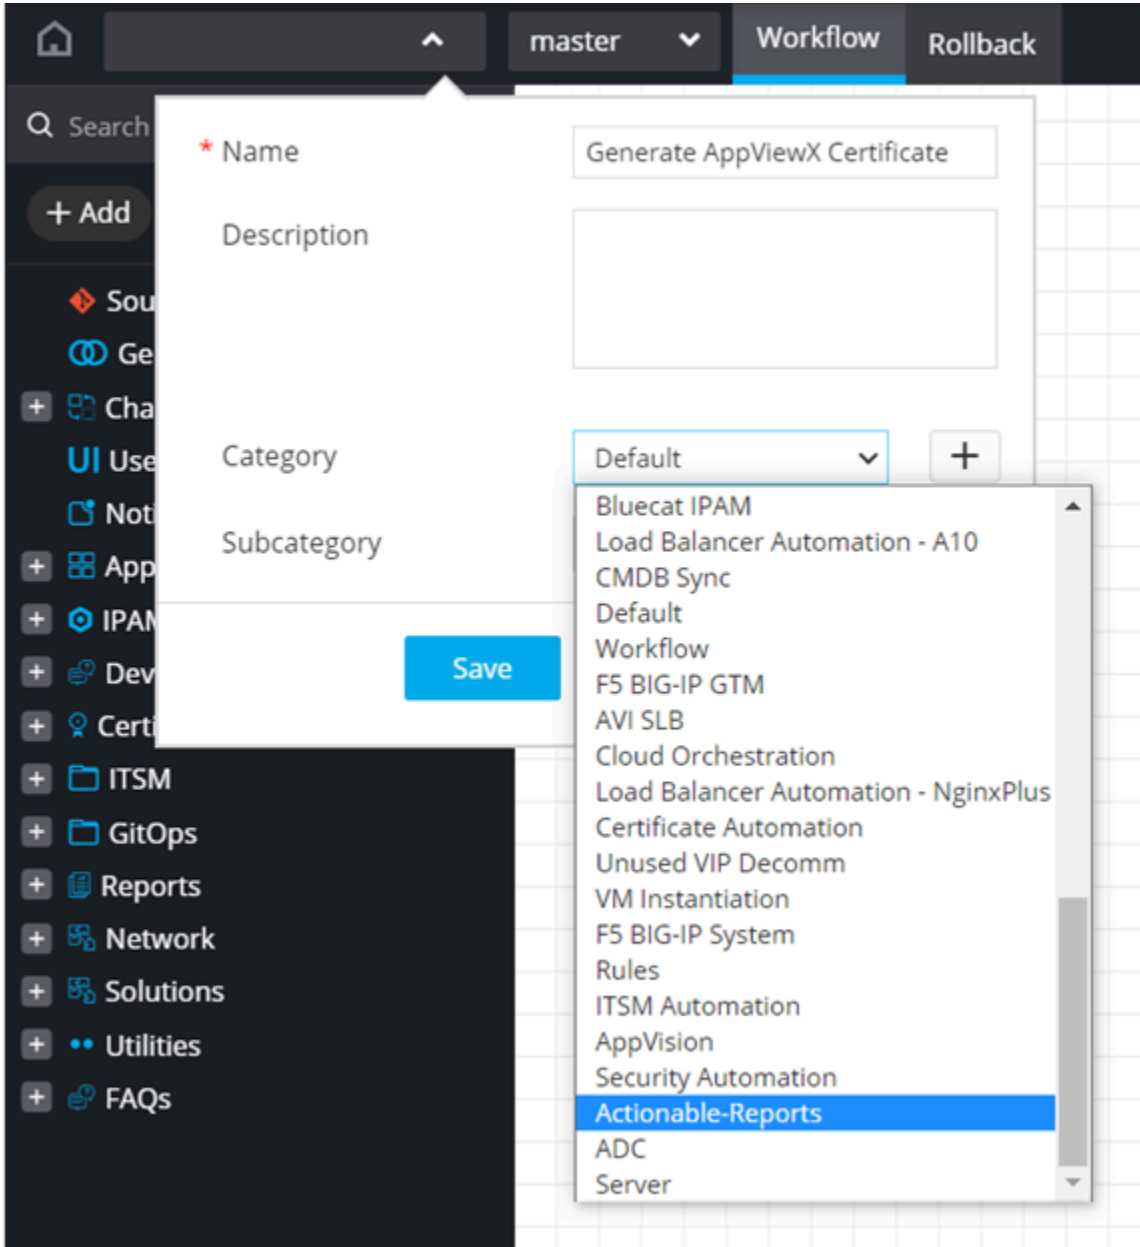 master
Workflow
Rollback
Search
* Name
Generate AppViewX Certificate
+ Add
Description
Sou
Ge
Cha
Category
Default
UI Use
Noti
Subcategory
App
IPAM
Dev
Save
Certi
ITSM
GitOps
Reports
Network
Solutions
Utilities
FAQs
Bluecat IPAM
Load Balancer Automation - A10
CMDB Sync
Default
Workflow
F5 BIG-IP GTM
AVI SLB
Cloud Orchestration
Load Balancer Automation - NginxPlus
Certificate Automation
Unused VIP Decomm
VM Instantiation
F5 BIG-IP System
Rules
ITSM Automation
AppVision
Security Automation
Actionable-Reports
ADC
Server